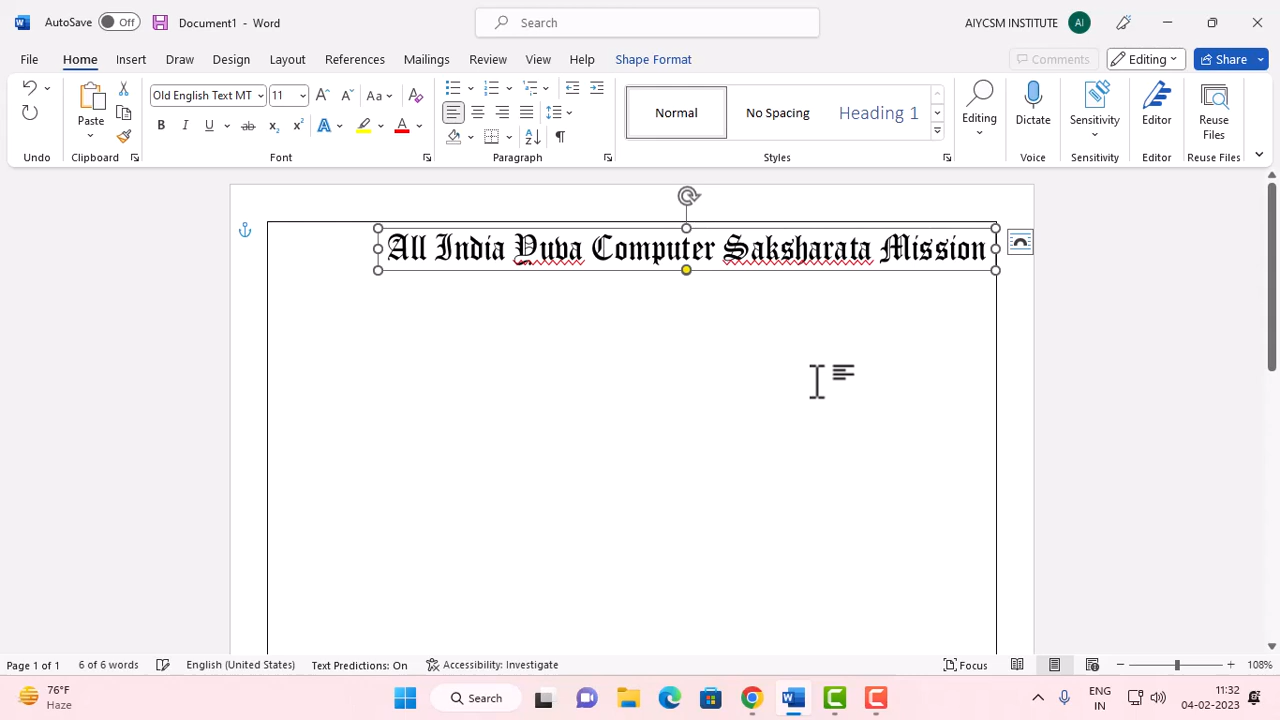 AutoSave Off Document1 - Word Search AIYCSM INSTITUTE AI
File Home Insert Draw Design Layout References Mailings Review View Help Shape Format Comments Editing Share
Old English Text MT 11 Aa Normal No Spacing Heading 1
Paste Editing Dictate Sensitivity Editor Reuse Files
Undo Clipboard Font Paragraph Styles Voice Sensitivity Editor Reuse Files
All India Yuva Computer Saksharata Mission
Page 1 of 1 6 of 6 words English (United States) Text Predictions: On Accessibility: Investigate Focus 108%
76°F Haze Search ENG IN 11:32 04-02-2023